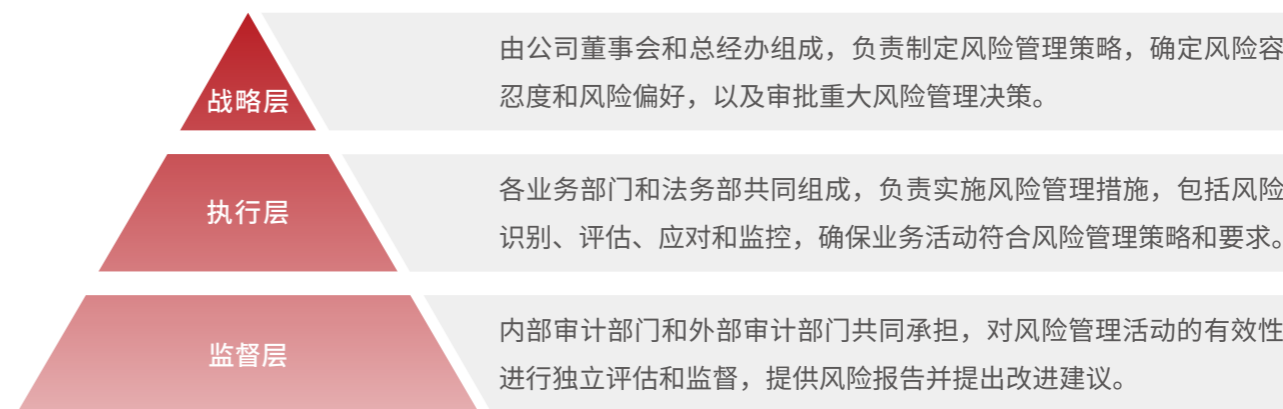 战略层
由公司董事会和总经办组成，负责制定风险管理策略，确定风险容
忍度和风险偏好，以及审批重大风险管理决策。
执行层
各业务部门和法务部共同组成，负责实施风险管理措施，包括风险
识别、评估、应对和监控，确保业务活动符合风险管理策略和要求。
监督层
内部审计部门和外部审计部门共同承担，对风险管理活动的有效性
进行独立评估和监督，提供风险报告并提出改进建议。